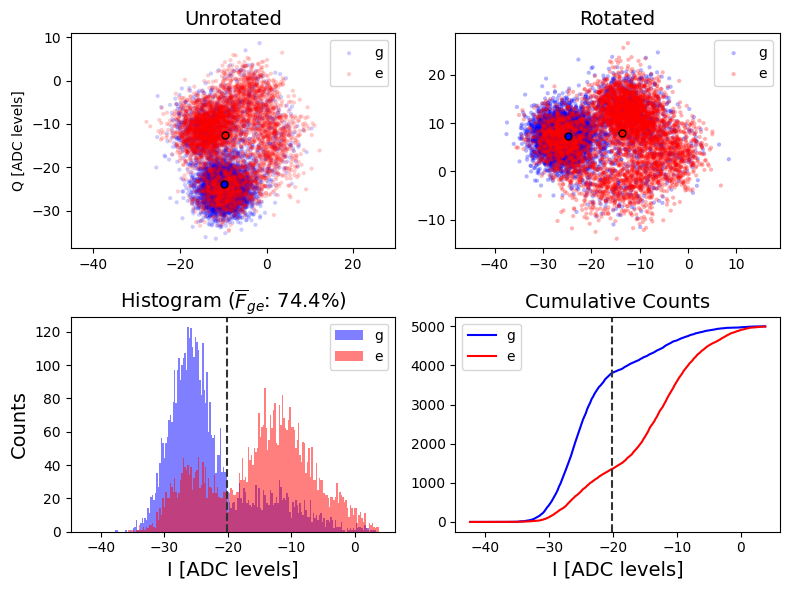 Unrotated
10
0
−10
−20
−30
Q [ADC levels]
g
e
−40
−20
0
20
Rotated
20
10
0
−10
g
e
−40
−30
−20
−10
0
10
Histogram (F̅ge: 74.4%)
120
100
80
60
40
20
0
Counts
g
e
−40
−30
−20
−10
0
I [ADC levels]
Cumulative Counts
5000
4000
3000
2000
1000
0
g
e
−40
−30
−20
−10
0
I [ADC levels]